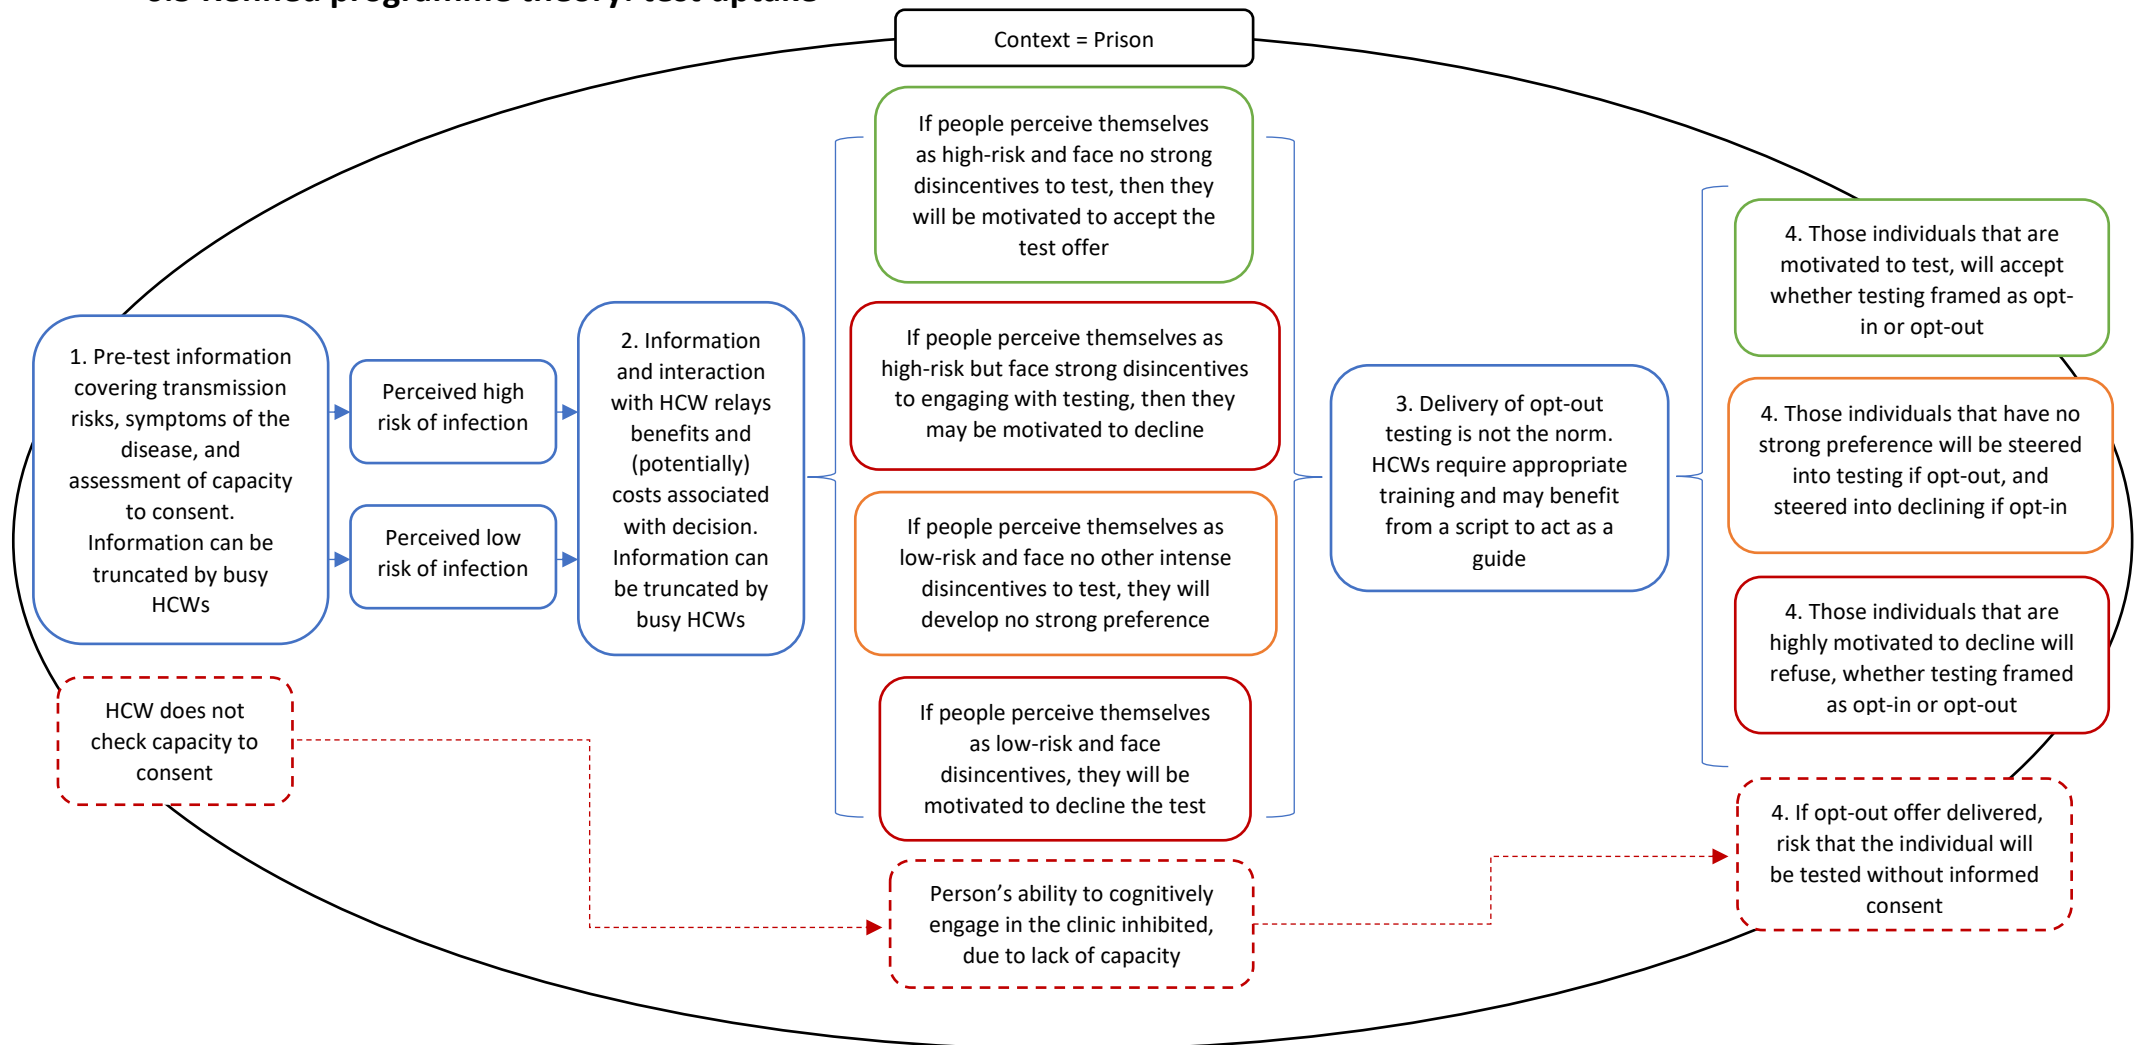 Context = Prison
If people perceive themselves
as high-risk and face no strong
disincentives to test, then they
will be motivated to accept the
test offer
1. Pre-test information
covering transmission
risks, symptoms of the
disease, and
assessment of capacity
to consent.
Information can be
truncated by busy
HCWs
Perceived high
risk of infection
Perceived low
risk of infection
2. Information
and interaction
with HCW relays
benefits and
(potentially)
costs associated
with decision.
Information can
be truncated by
busy HCWs
If people perceive themselves as
high-risk but face strong disincentives
to engaging with testing, then they
may be motivated to decline
If people perceive themselves as
low-risk and face no other intense
disincentives to test, they will
develop no strong preference
If people perceive themselves
as low-risk and face
disincentives, they will be
motivated to decline the test
3. Delivery of opt-out
testing is not the norm.
HCWs require appropriate
training and may benefit
from a script to act as a
guide
4. Those individuals that are
motivated to test, will accept
whether testing framed as opt-
in or opt-out
4. Those individuals that have no
strong preference will be steered
into testing if opt-out, and
steered into declining if opt-in
4. Those individuals that are
highly motivated to decline will
refuse, whether testing framed
as opt-in or opt-out
HCW does not
check capacity to
consent
Person’s ability to cognitively
engage in the clinic inhibited,
due to lack of capacity
4. If opt-out offer delivered,
risk that the individual will
be tested without informed
consent